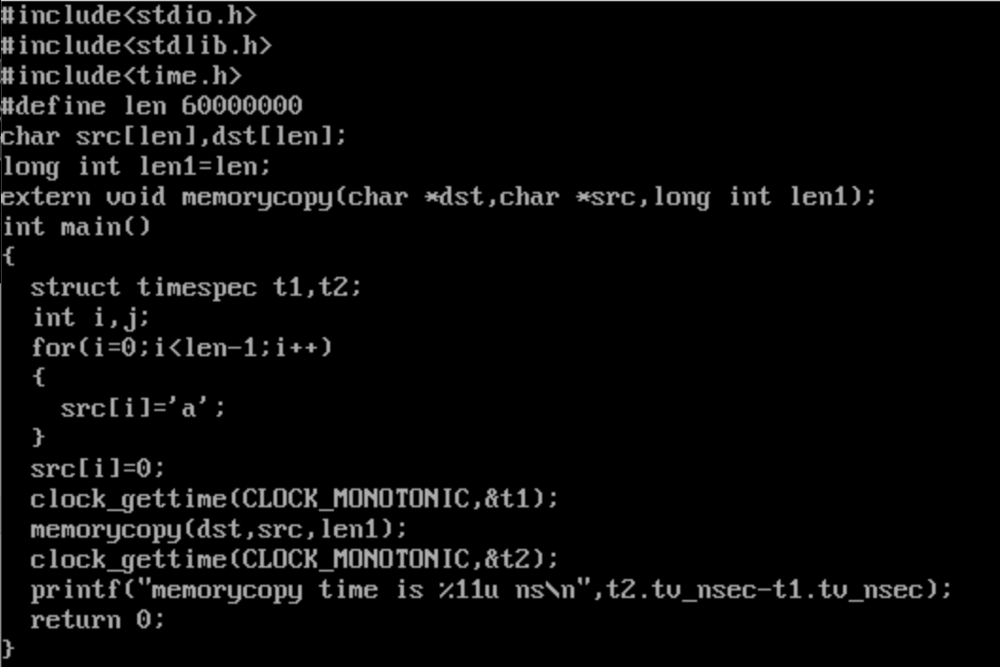 #include<stdio.h>
#include<stdlib.h>
#include<time.h>
#define len 60000000
char src[len],dst[len];
long int len1=len;
extern void memorycopy(char *dst,char *src,long int len1);
int main()
{
  struct timespec t1,t2;
  int i,j;
  for(i=0;i<len-1;i++)
  {
    src[i]='a';
  }
  src[i]=0;
  clock_gettime(CLOCK_MONOTONIC,&t1);
  memorycopy(dst,src,len1);
  clock_gettime(CLOCK_MONOTONIC,&t2);
  printf("memorycopy time is %11u ns\n",t2.tv_nsec-t1.tv_nsec);
  return 0;
}